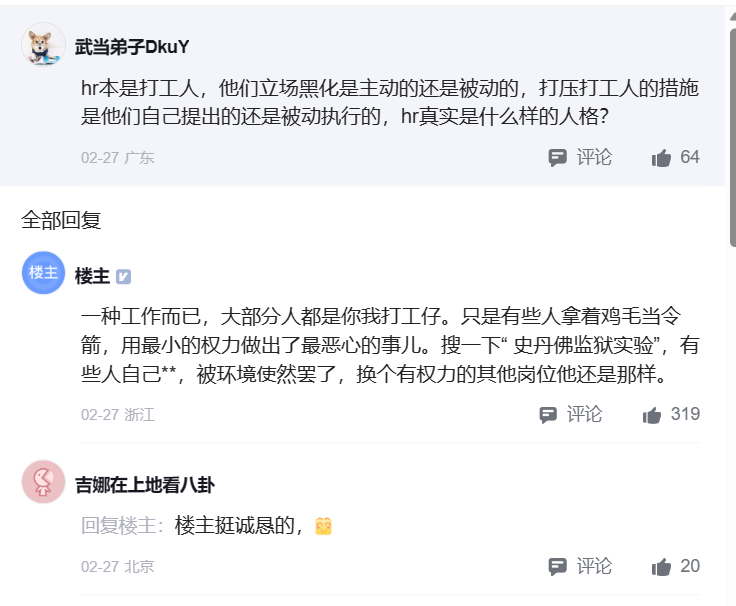 武当弟子DkuY
hr本是打工人，他们立场黑化是主动的还是被动的，打压打工人的措施
是他们自己提出的还是被动执行的，hr真实是什么样的人格？
02-27 广东
评论
64
全部回复
楼主
楼主
一种工作而已，大部分人都是你我打工仔。只是有些人拿着鸡毛当令
箭，用最小的权力做出了最恶心的事儿。搜一下“ 史丹佛监狱实验”，有
些人自己**，被环境使然罢了，换个有权力的其他岗位他还是那样。
02-27 浙江
评论
319
吉娜在上地看八卦
回复楼主：楼主挺诚恳的，
02-27 北京
评论
20